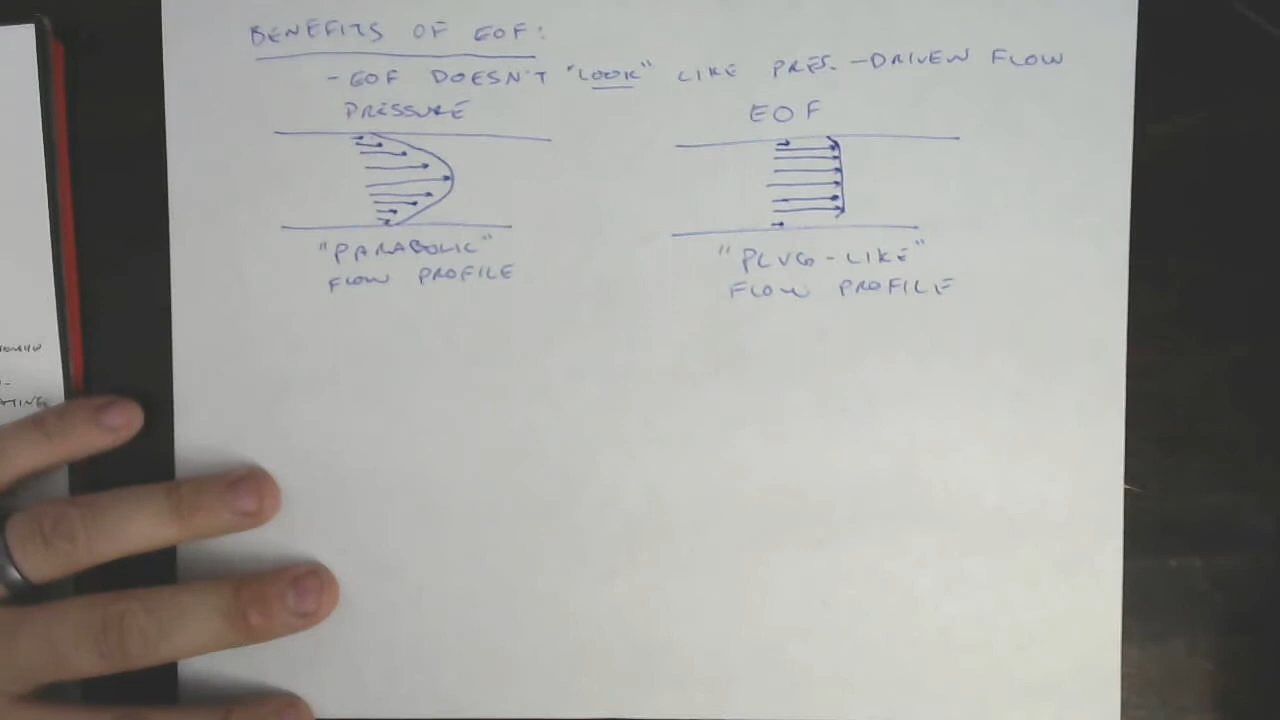 BENEFITS OF EOF:
- EOF DOESN'T "LOOK" LIKE PRES.-DRIVEN FLOW
PRESSURE
EOF
"PARABOLIC"
FLOW PROFILE
"PLUG-LIKE"
FLOW PROFILE